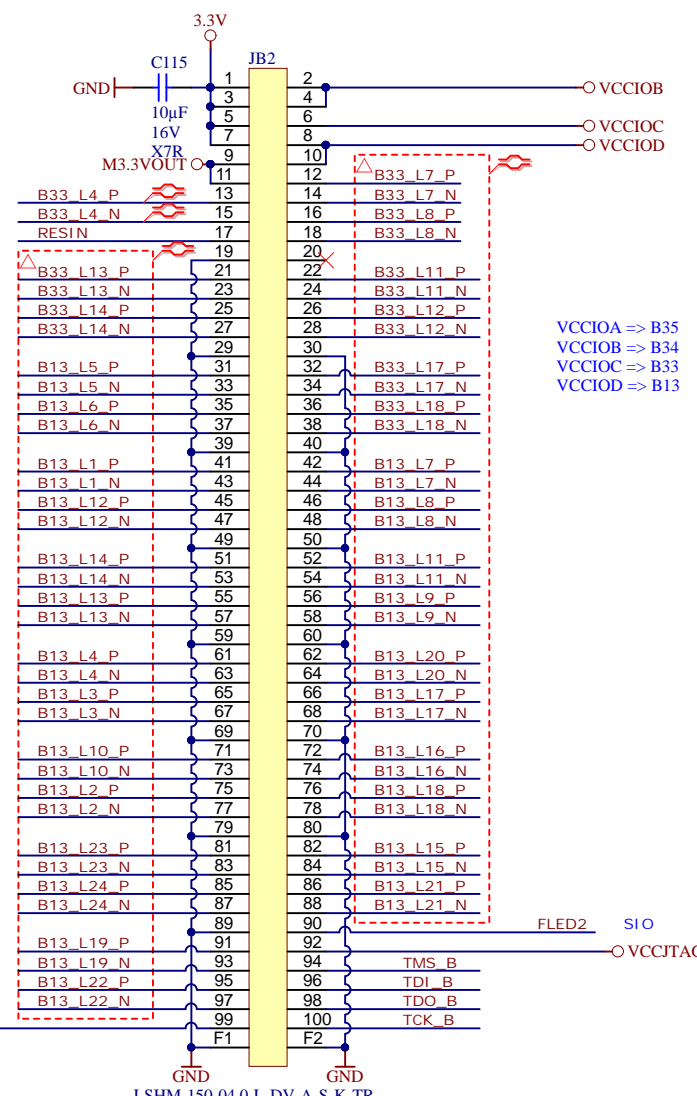 3.3V
C115 JB2
GND 1 2 VCCIOB
3 4
10µF 5 6 VCCIOC
16V 7 8 VCCIOD
X7R
M3.3VOUT 9 10
11 12 B33_L7_P
B33_L4_P 13 14 B33_L7_N
B33_L4_N 15 16 B33_L8_P
RESIN 17 18 B33_L8_N
19 20
B33_L13_P 21 22 B33_L11_P
B33_L13_N 23 24 B33_L11_N
B33_L14_P 25 26 B33_L12_P
B33_L14_N 27 28 B33_L12_N
VCCIOA => B35
VCCIOB => B34
VCCIOC => B33
VCCIOD => B13
29 30
B13_L5_P 31 32 B33_L17_P
B13_L5_N 33 34 B33_L17_N
B13_L6_P 35 36 B33_L18_P
B13_L6_N 37 38 B33_L18_N
39 40
B13_L1_P 41 42 B13_L7_P
B13_L1_N 43 44 B13_L7_N
B13_L12_P 45 46 B13_L8_P
B13_L12_N 47 48 B13_L8_N
49 50
B13_L14_P 51 52 B13_L11_P
B13_L14_N 53 54 B13_L11_N
B13_L13_P 55 56 B13_L9_P
B13_L13_N 57 58 B13_L9_N
59 60
B13_L4_P 61 62 B13_L20_P
B13_L4_N 63 64 B13_L20_N
B13_L3_P 65 66 B13_L17_P
B13_L3_N 67 68 B13_L17_N
69 70
B13_L10_P 71 72 B13_L16_P
B13_L10_N 73 74 B13_L16_N
B13_L2_P 75 76 B13_L18_P
B13_L2_N 77 78 B13_L18_N
79 80
B13_L23_P 81 82 B13_L15_P
B13_L23_N 83 84 B13_L15_N
B13_L24_P 85 86 B13_L21_P
B13_L24_N 87 88 B13_L21_N
89 90 FLED2 SIO
B13_L19_P 91 92 VCCJTAG
B13_L19_N 93 94 TMS_B
B13_L22_P 95 96 TDI_B
B13_L22_N 97 98 TDO_B
99 100 TCK_B
F1 F2
GND GND
LSHM-150-04.0-L-DV-A-S-K-TR